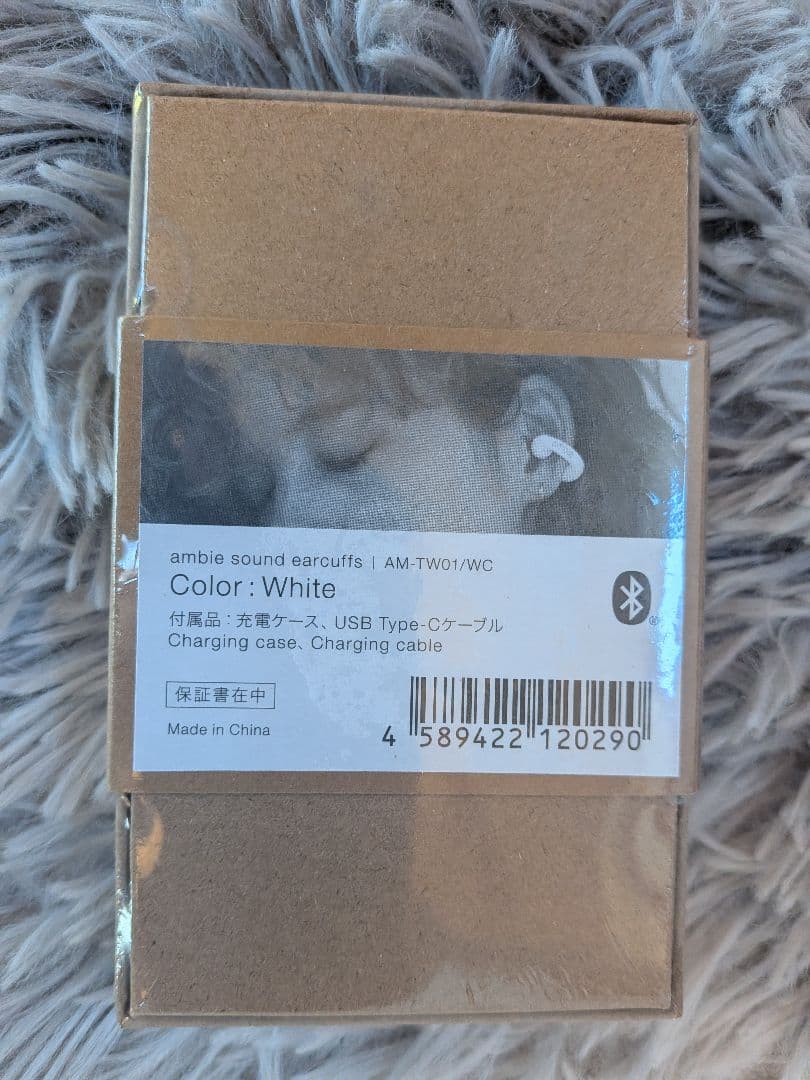 ambie sound earcuffs | AM-TW01/WC
Color : White
付属品：充電ケース、USB Type-Cケーブル
Charging case、Charging cable
保証書在中
Made in China
4 589422 120290